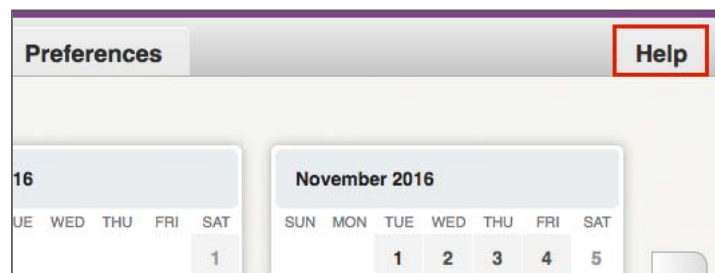 Preferences Help
16 November 2016
UE WED THU FRI SAT SUN MON TUE WED THU FRI SAT
1 1 2 3 4 5